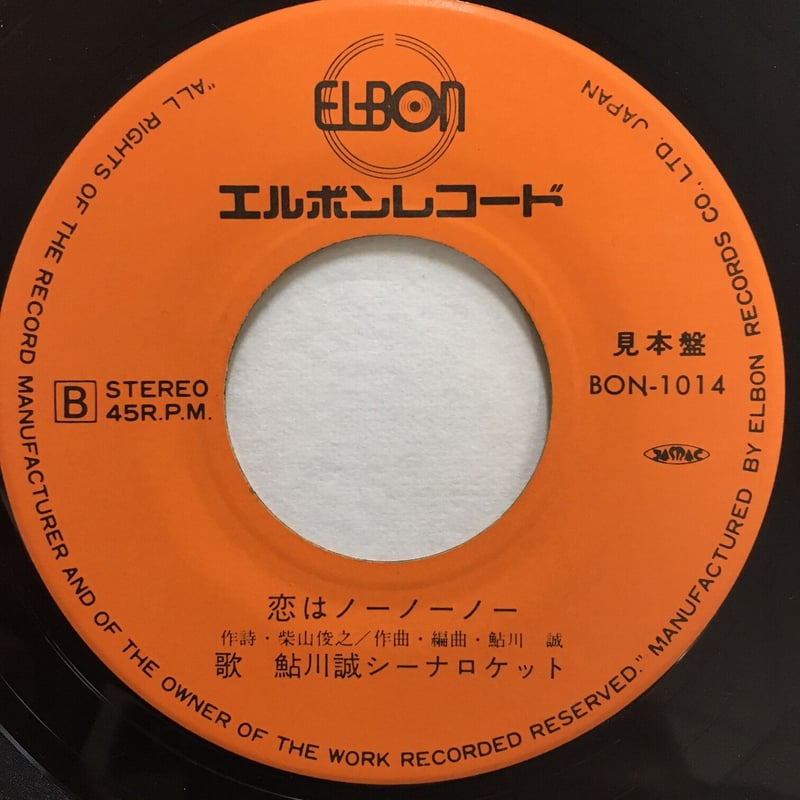 ELBON
エルボンレコード
見本盤
BON-1014
JASRAC
B STEREO
45R.P.M.
恋はノーノーノー
作詩・柴山俊之/作曲・編曲・鮎川 誠
歌 鮎川誠シーナロケット
"ALL RIGHTS OF THE RECORD MANUFACTURER AND OF THE OWNER OF THE WORK RECORDED RESERVED." MANUFACTURED BY ELBON RECORDS CO., LTD. JAPAN